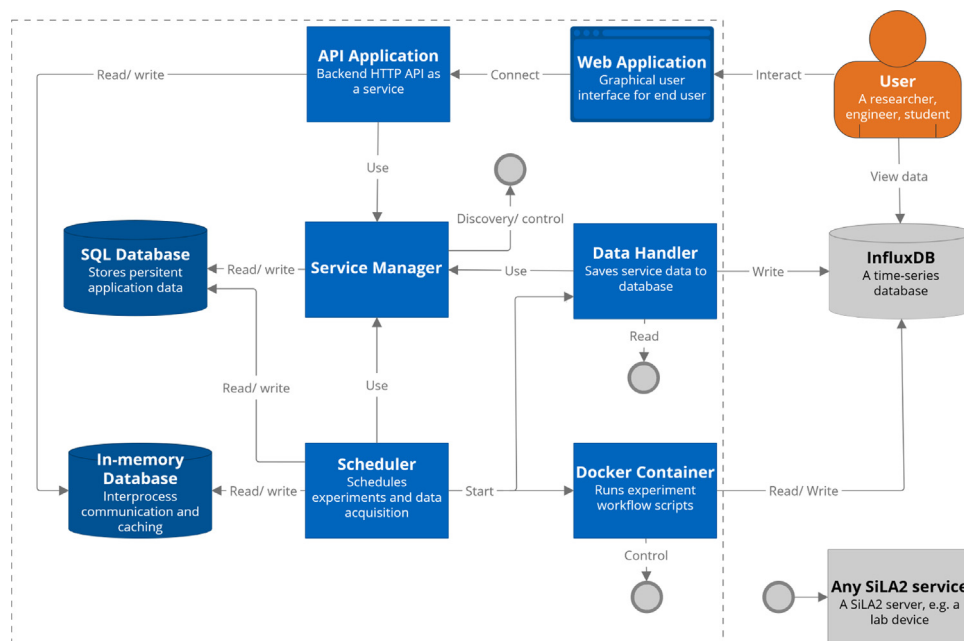 API Application
Backend HTTP API as
a service
Read/ write
Connect
Web Application
Graphical user
interface for end user
Interact
User
A researcher,
engineer, student
Use
View data
Discovery/ control
SQL Database
Stores persitent
application data
Read/ write
Service Manager
Use
Data Handler
Saves service data to
database
Write
InfluxDB
A time-series
database
Read
Use
Read/ write
In-memory
Database
Interprocess
communication and
caching
Read/ write
Scheduler
Schedules
experiments and data
acquisition
Start
Docker Container
Runs experiment
workflow scripts
Read/ Write
Control
Any SiLA2 service
A SiLA2 server, e.g. a
lab device